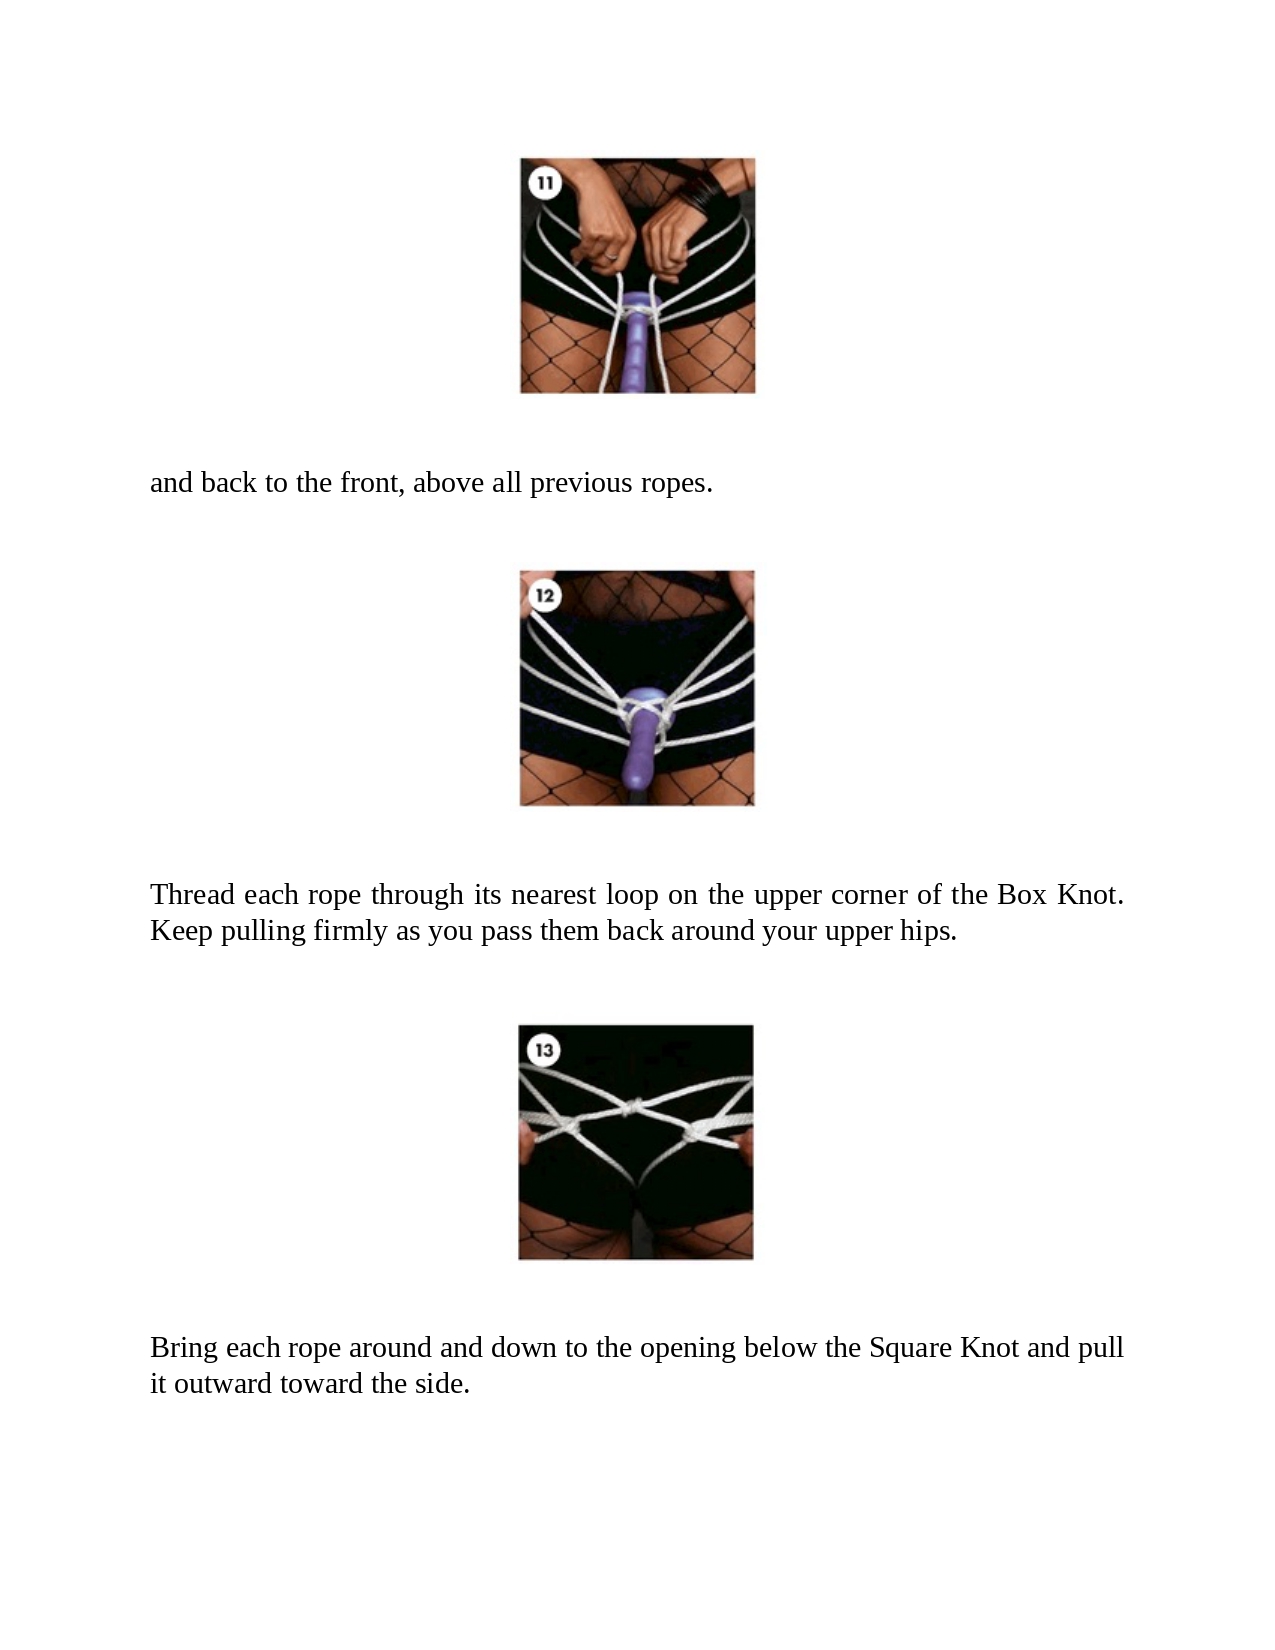 11
and back to the front, above all previous ropes.
12
Thread each rope through its nearest loop on the upper corner of the Box Knot.
Keep pulling firmly as you pass them back around your upper hips.
13
Bring each rope around and down to the opening below the Square Knot and pull
it outward toward the side.